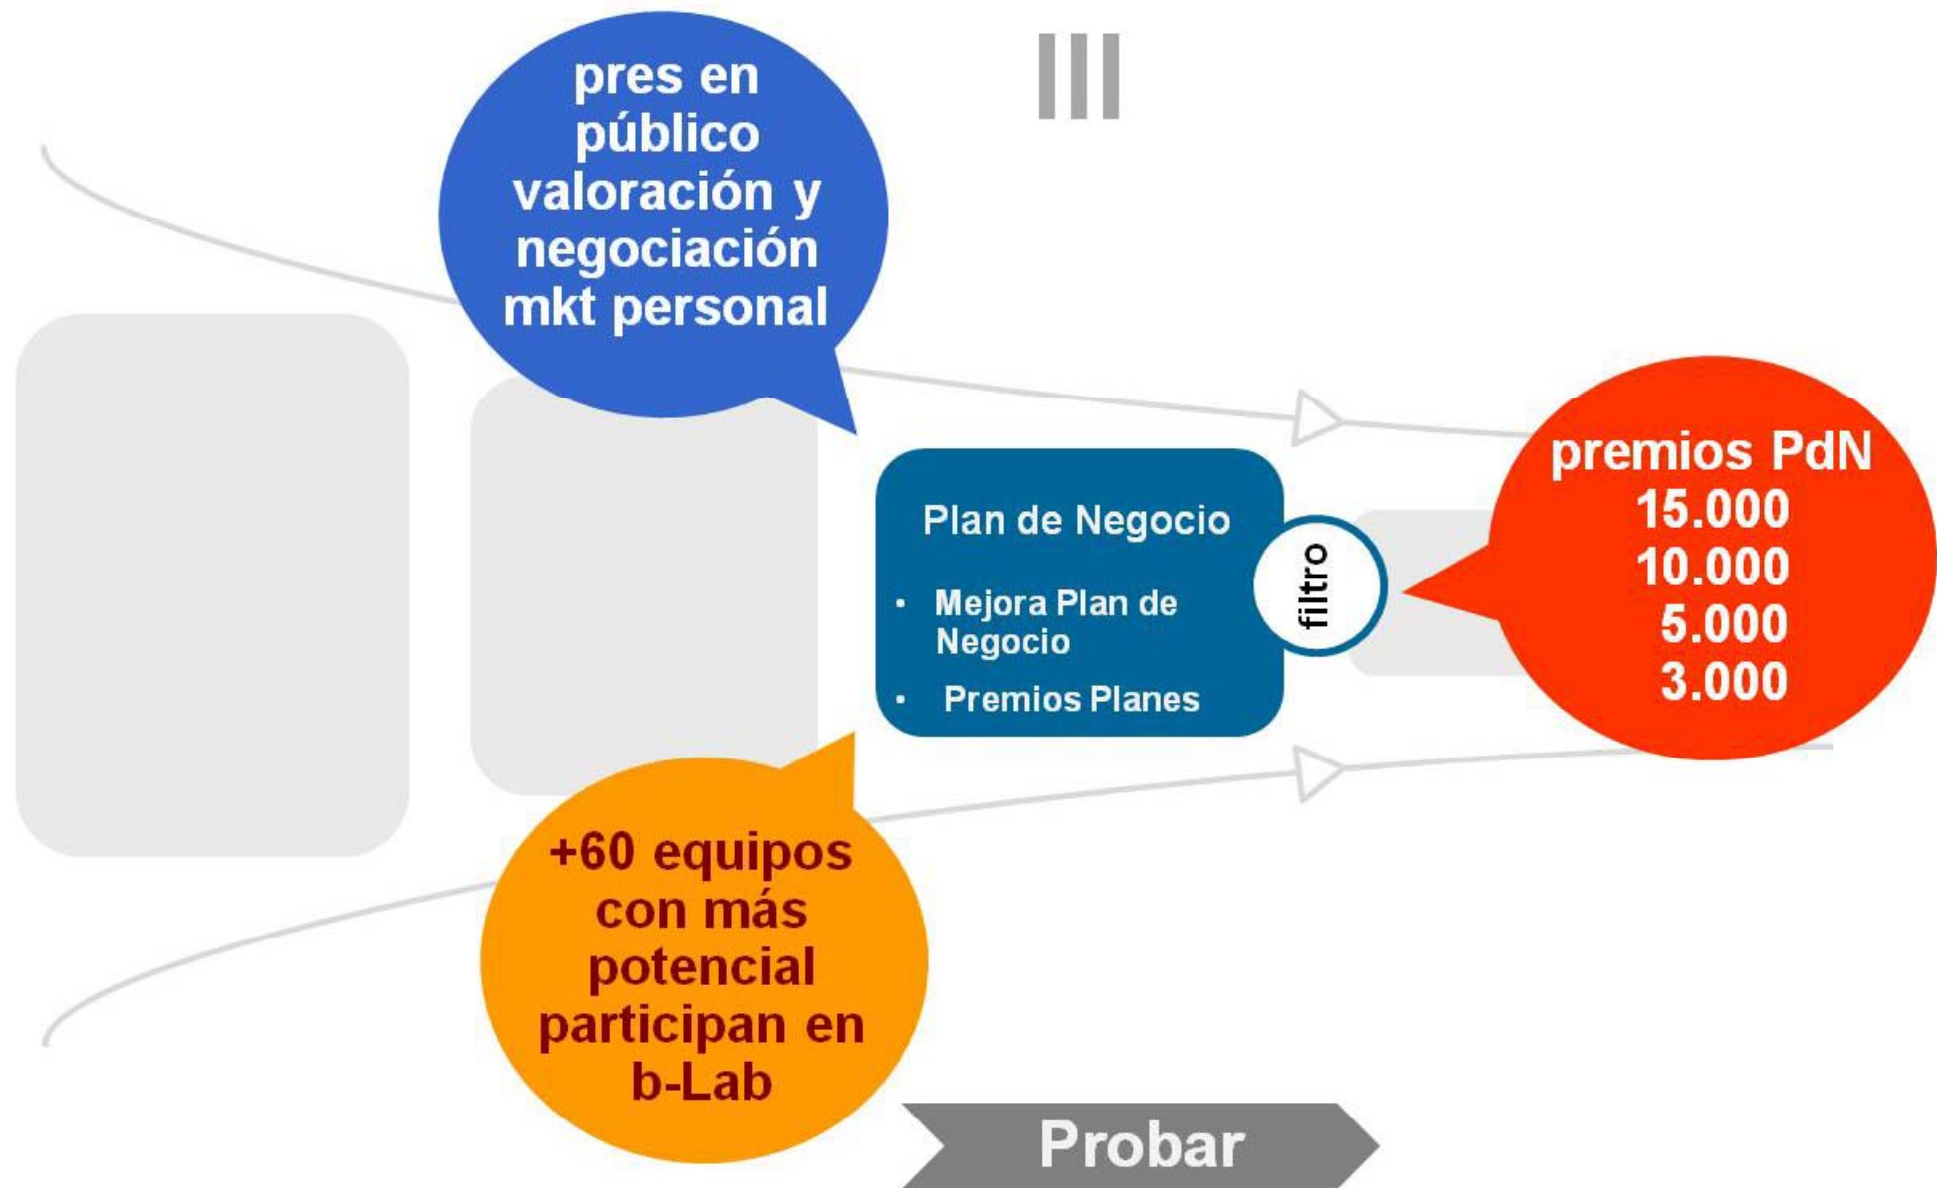 III
pres en
público
valoración y
negociación
mkt personal
Plan de Negocio
• Mejora Plan de
Negocio
• Premios Planes
filtro
premios PdN
15.000
10.000
5.000
3.000
+60 equipos
con más
potencial
participan en
b-Lab
Probar